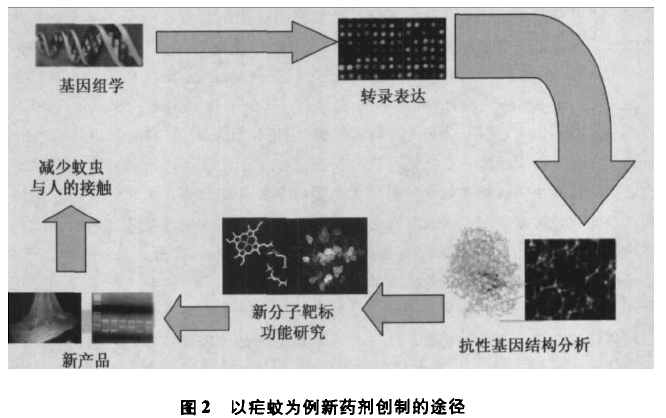 基因组学
转录表达
减少蚊虫
与人的接触
新分子靶标
功能研究
抗性基因结构分析
新产品
图2 以疟蚊为例新药剂创制的途径